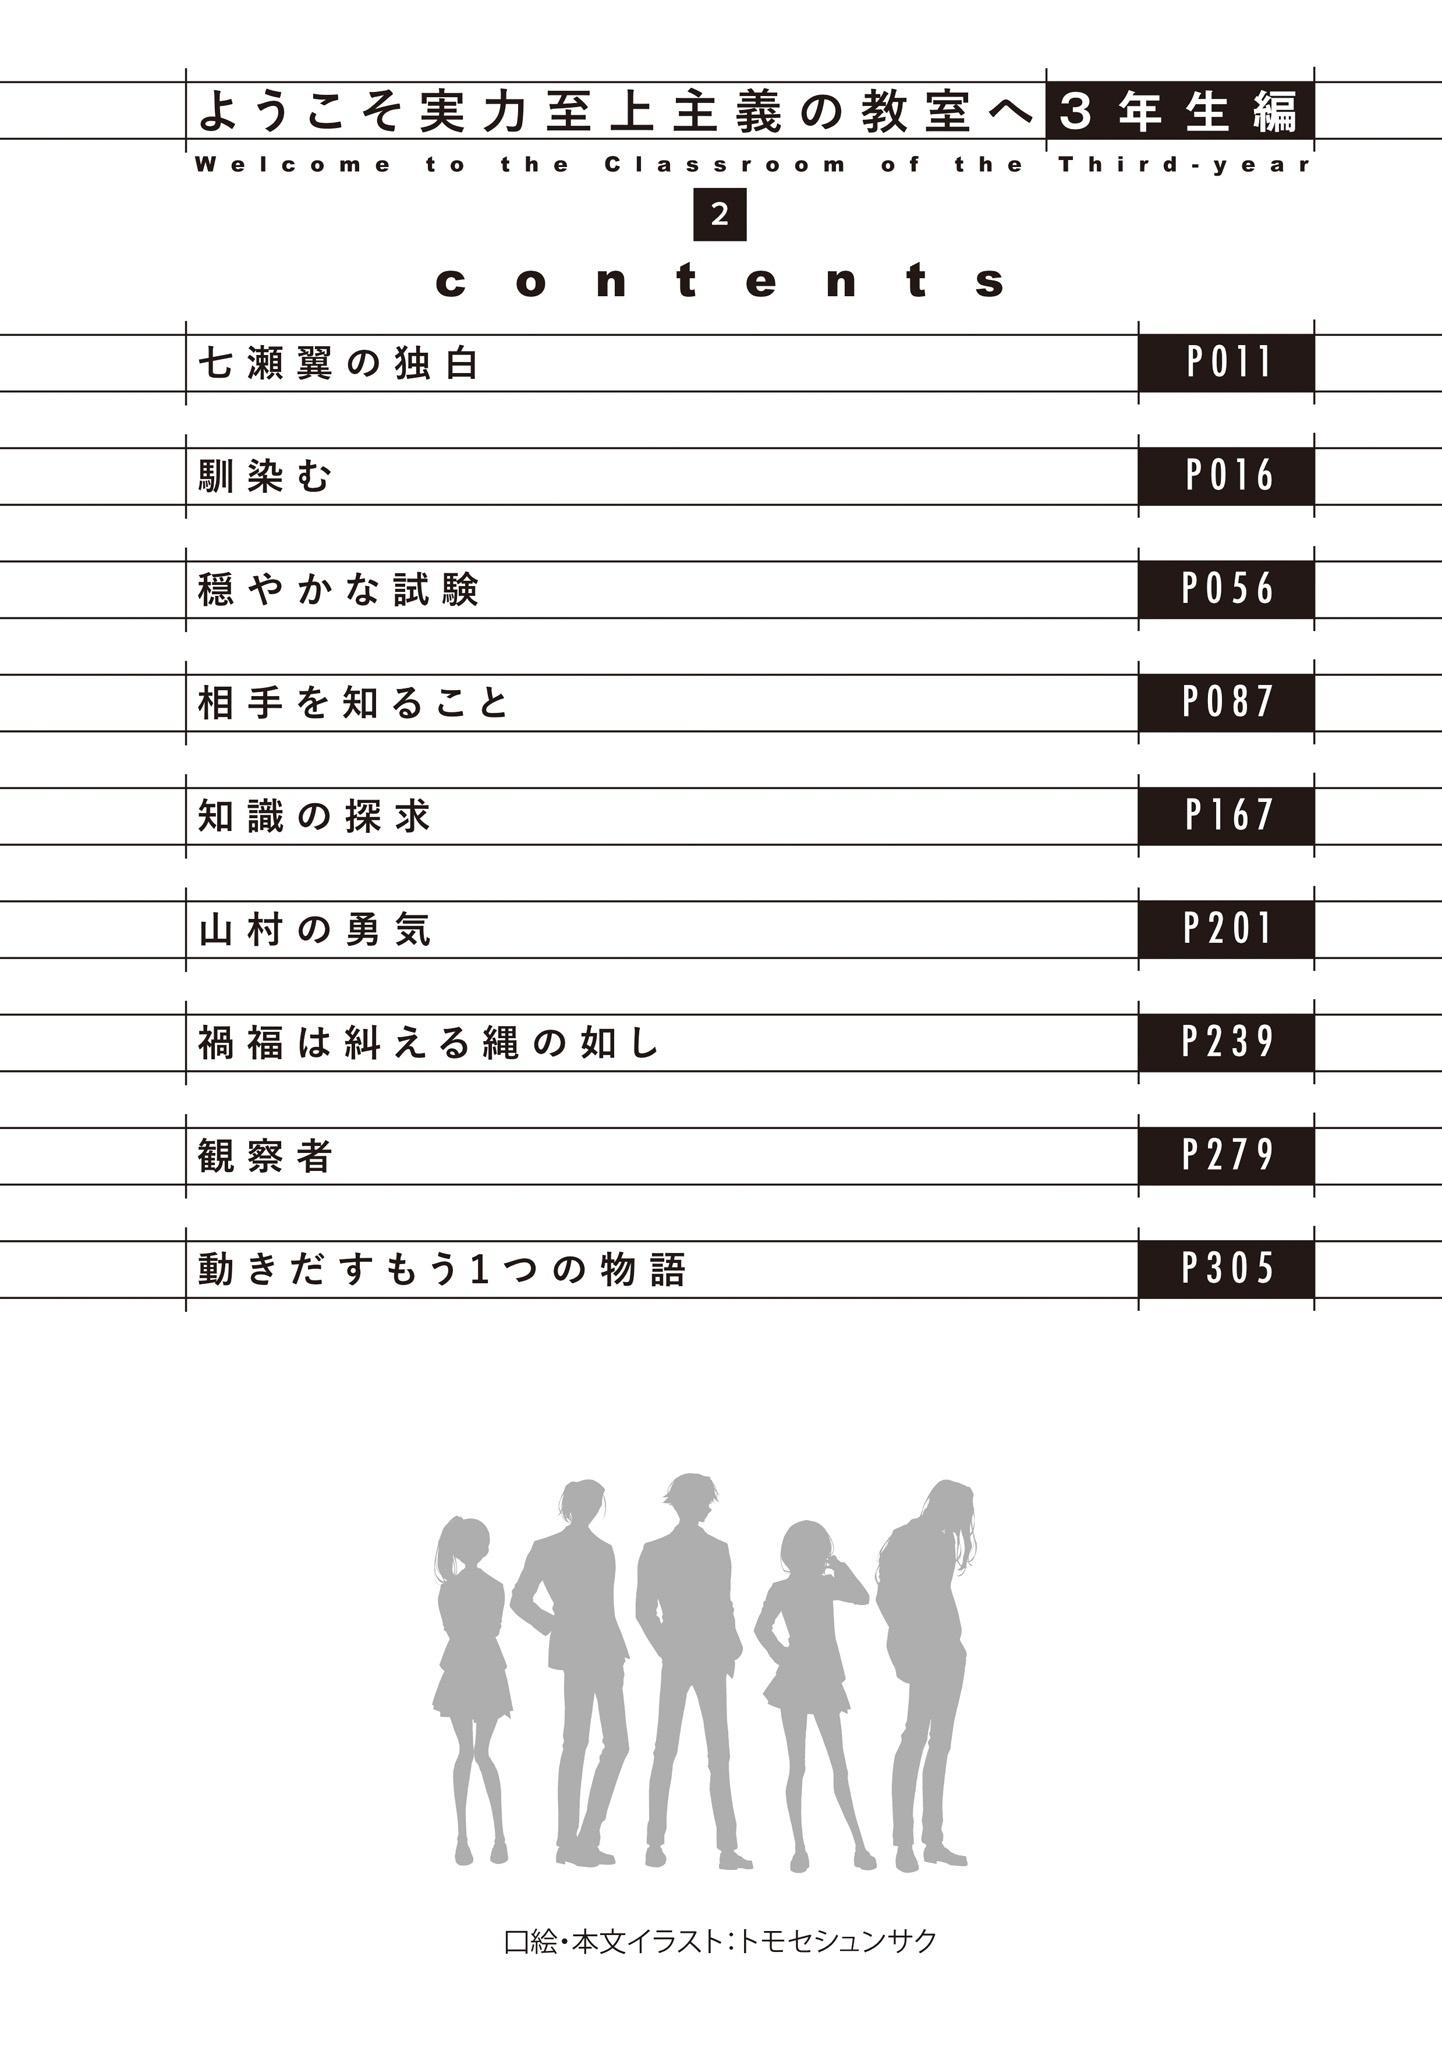 ようこそ実力至上主義の教室へ 3年生編
Welcome to the Classroom of the Third-year
2
contents
七瀬翼の独白 P011
馴染む P016
穏やかな試験 P056
相手を知ること P087
知識の探求 P167
山村の勇気 P201
禍福は糾える縄の如し P239
観察者 P279
動きだすもう1つの物語 P305
口絵・本文イラスト:トモセシュンサク